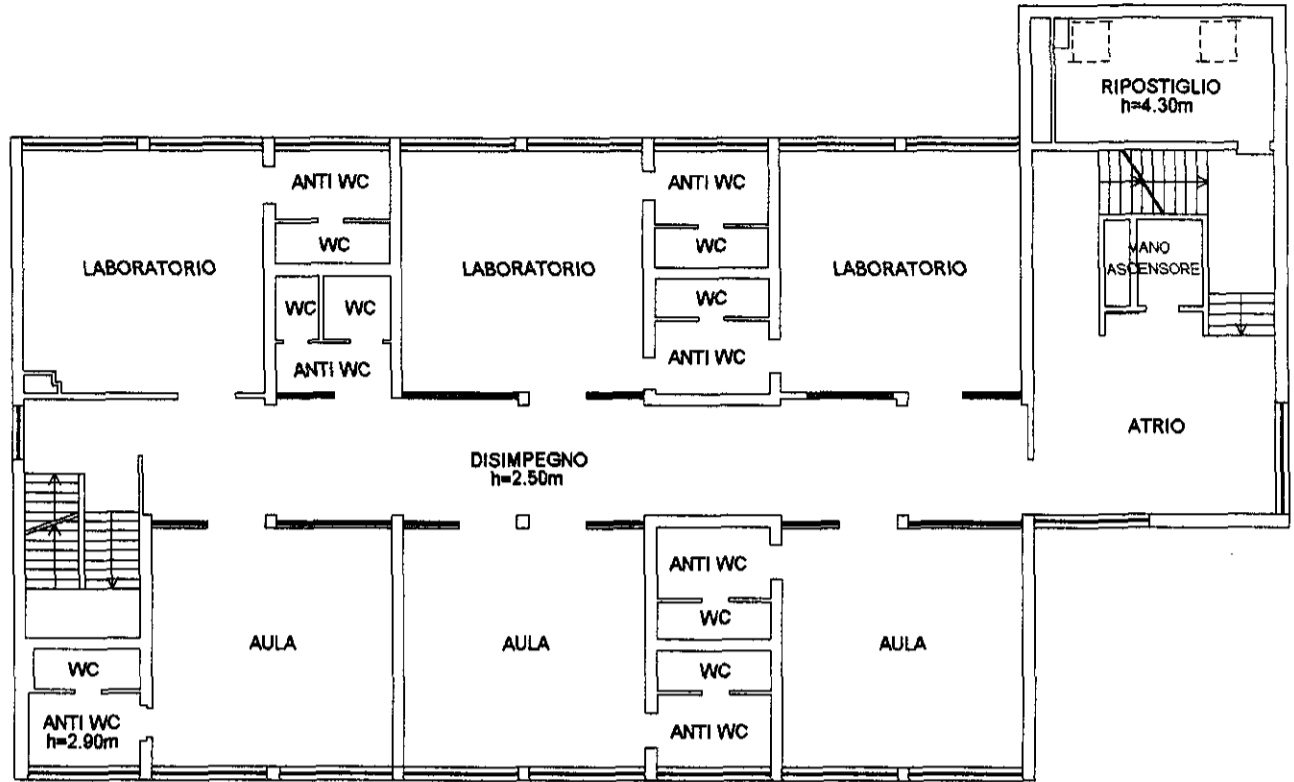 RIPOSTIGLIO
h=4.30m
ANTI WC
ANTI WC
WC
WC
VANO
ASCENSORE
LABORATORIO
LABORATORIO
LABORATORIO
WC
WC
WC
ANTI WC
ANTI WC
ATRIO
DISIMPEGNO
h=2.50m
ANTI WC
WC
AULA
AULA
AULA
WC
WC
ANTI WC
h=2.90m
ANTI WC